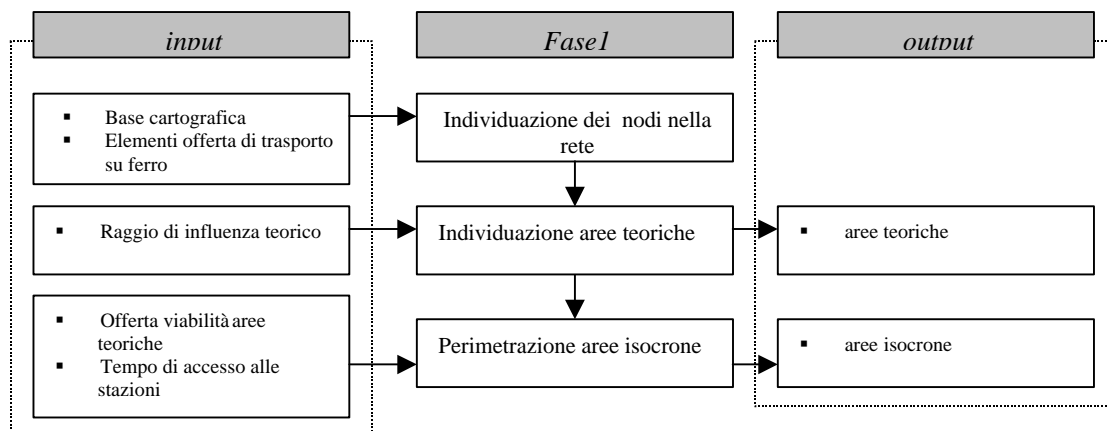 input
Fase1
output
▪ Base cartografica
▪ Elementi offerta di trasporto
su ferro
Individuazione dei nodi nella
rete
▪ Raggio di influenza teorico
Individuazione aree teoriche
▪ aree teoriche
▪ Offerta viabilità aree
teoriche
▪ Tempo di accesso alle
stazioni
Perimetrazione aree isocrone
▪ aree isocrone